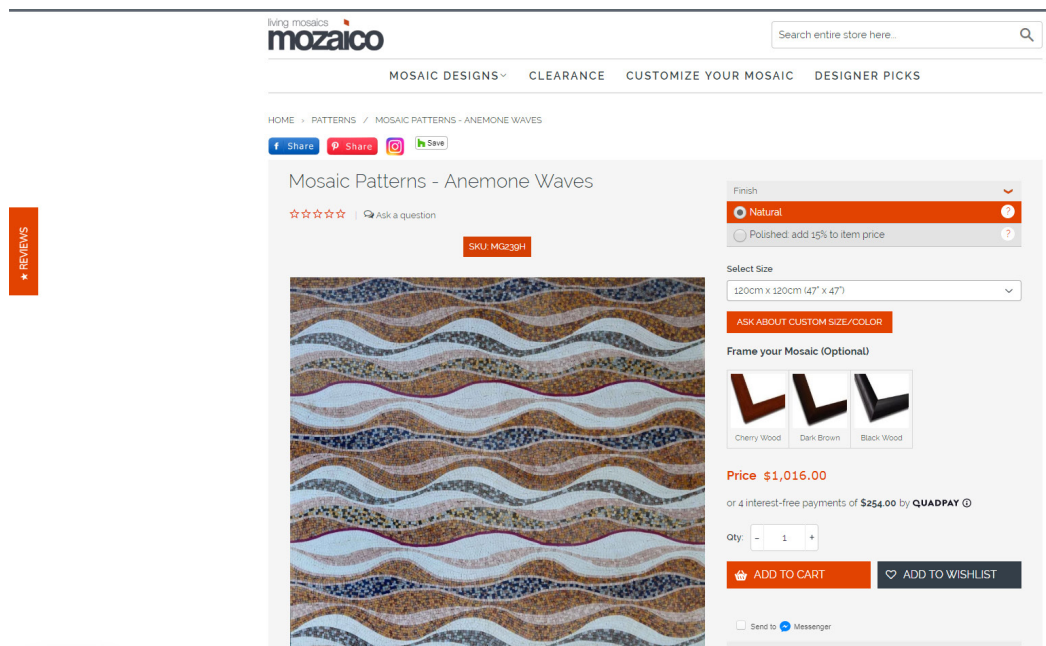 living mosaics
mozaico
Search entire store here...
MOSAIC DESIGNS CLEARANCE CUSTOMIZE YOUR MOSAIC DESIGNER PICKS
HOME > PATTERNS / MOSAIC PATTERNS - ANEMONE WAVES
f Share Share Save
Mosaic Patterns - Anemone Waves
Ask a question
SKU: MG239H
★ REVIEWS
Finish
Natural ?
Polished: add 15% to item price ?
Select Size
120cm x 120cm (47" x 47")
ASK ABOUT CUSTOM SIZE/COLOR
Frame your Mosaic (Optional)
Cherry Wood Dark Brown Black Wood
Price $1,016.00
or 4 interest-free payments of $254.00 by QUADPAY
Qty: - 1 +
ADD TO CART ADD TO WISHLIST
Send to Messenger